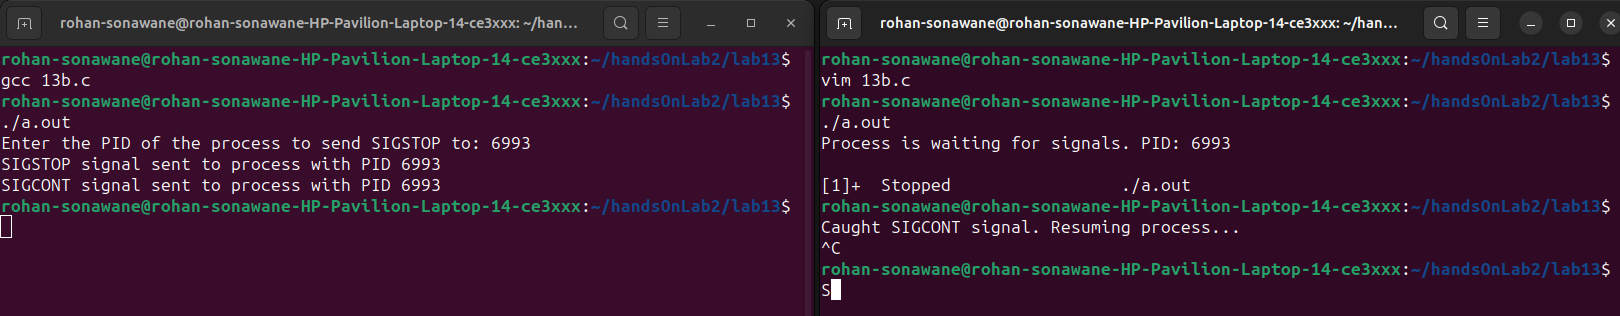 rohan-sonawane@rohan-sonawane-HP-Pavilion-Laptop-14-ce3xxx: ~/han...
rohan-sonawane@rohan-sonawane-HP-Pavilion-Laptop-14-ce3xxx:~/handsOnLab2/lab13$
gcc 13b.c
rohan-sonawane@rohan-sonawane-HP-Pavilion-Laptop-14-ce3xxx:~/handsOnLab2/lab13$
./a.out
Enter the PID of the process to send SIGSTOP to: 6993
SIGSTOP signal sent to process with PID 6993
SIGCONT signal sent to process with PID 6993
rohan-sonawane@rohan-sonawane-HP-Pavilion-Laptop-14-ce3xxx:~/handsOnLab2/lab13$
rohan-sonawane@rohan-sonawane-HP-Pavilion-Laptop-14-ce3xxx: ~/han...
rohan-sonawane@rohan-sonawane-HP-Pavilion-Laptop-14-ce3xxx:~/handsOnLab2/lab13$
vim 13b.c
rohan-sonawane@rohan-sonawane-HP-Pavilion-Laptop-14-ce3xxx:~/handsOnLab2/lab13$
./a.out
Process is waiting for signals. PID: 6993
[1]+  Stopped                 ./a.out
rohan-sonawane@rohan-sonawane-HP-Pavilion-Laptop-14-ce3xxx:~/handsOnLab2/lab13$
Caught SIGCONT signal. Resuming process...
^C
rohan-sonawane@rohan-sonawane-HP-Pavilion-Laptop-14-ce3xxx:~/handsOnLab2/lab13$
S